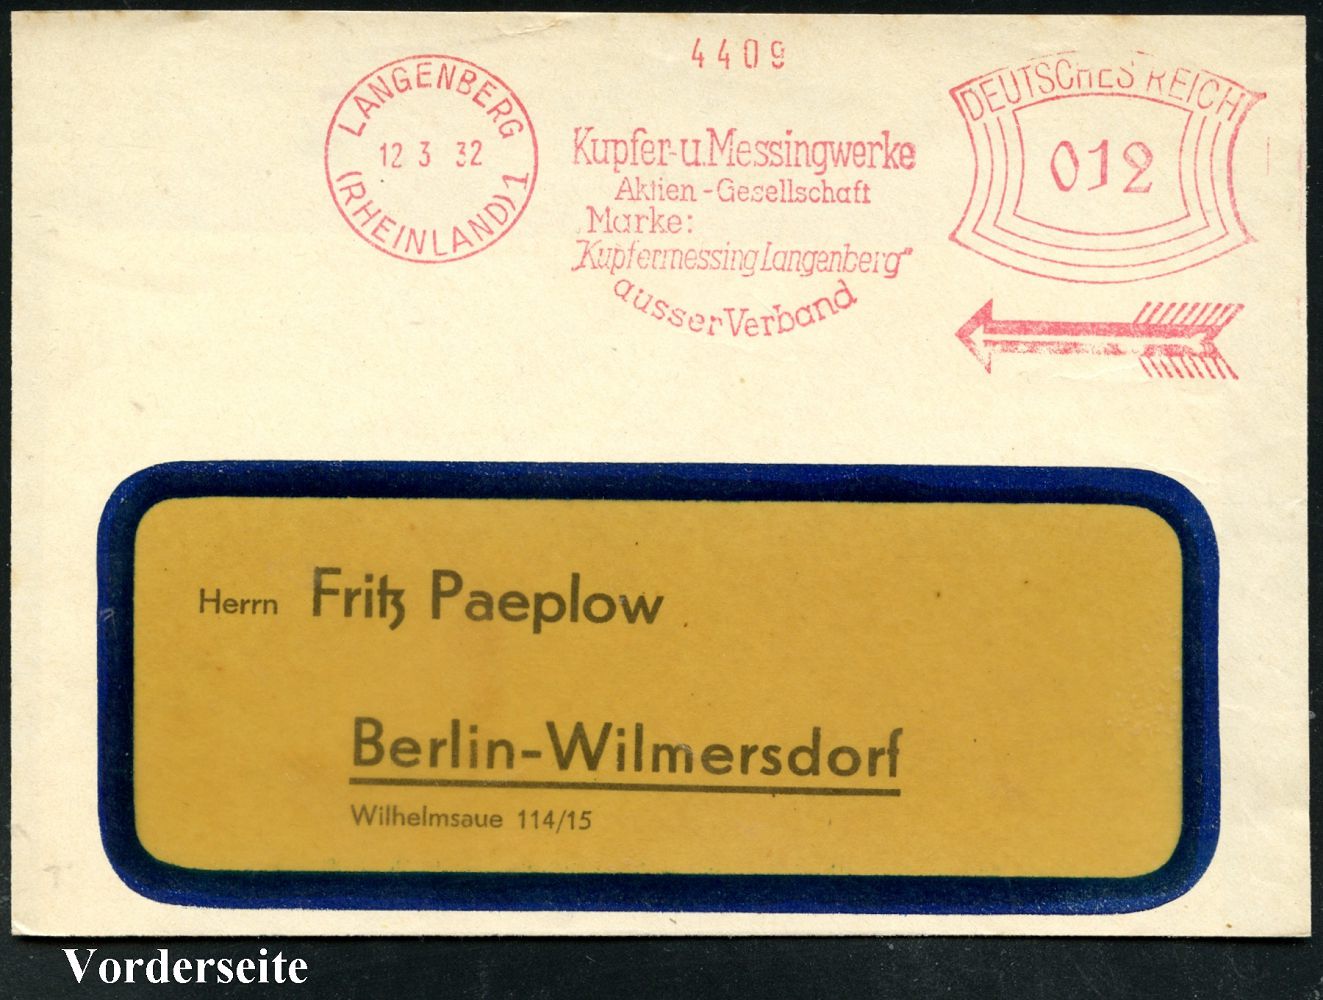 4409
LANGENBERG
12 3 32
(RHEINLAND) 1
Kupfer- u. Messingwerke
Aktien-Gesellschaft
Marke:
„Kupfermessing Langenberg“
ausser Verband
DEUTSCHES REICH
012
Herrn Fritz Paeplow
Berlin-Wilmersdorf
Wilhelmsaue 114/15
Vorderseite